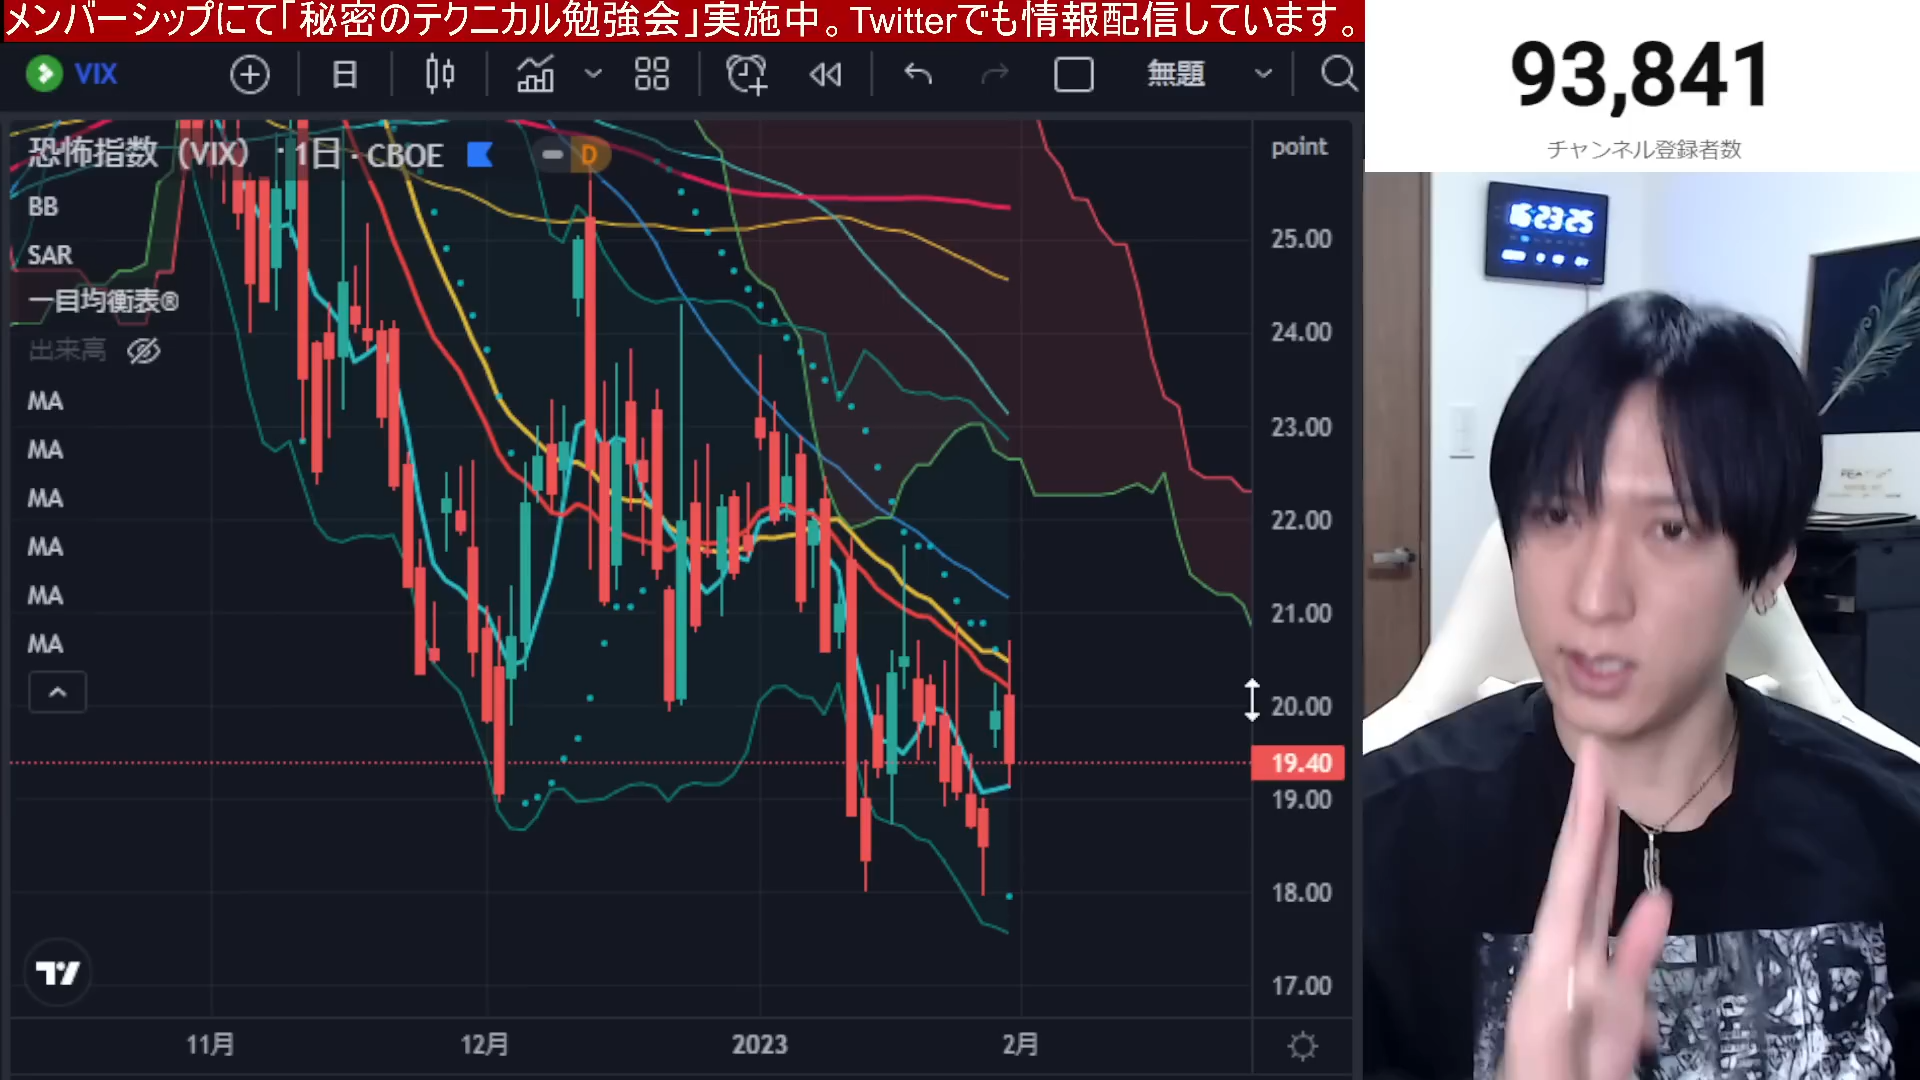 メンバーシップにて「秘密のテクニカル勉強会」実施中。Twitterでも情報配信しています。
VIX
日
無題
93,841
チャンネル登録者数
恐怖指数 (VIX) · 1日 · CBOE
D
point
BB
SAR
一目均衡表®
出来高
MA
MA
MA
MA
MA
MA
25.00
24.00
23.00
22.00
21.00
20.00
19.40
19.00
18.00
17.00
11月
12月
2023
2月
16:23:25